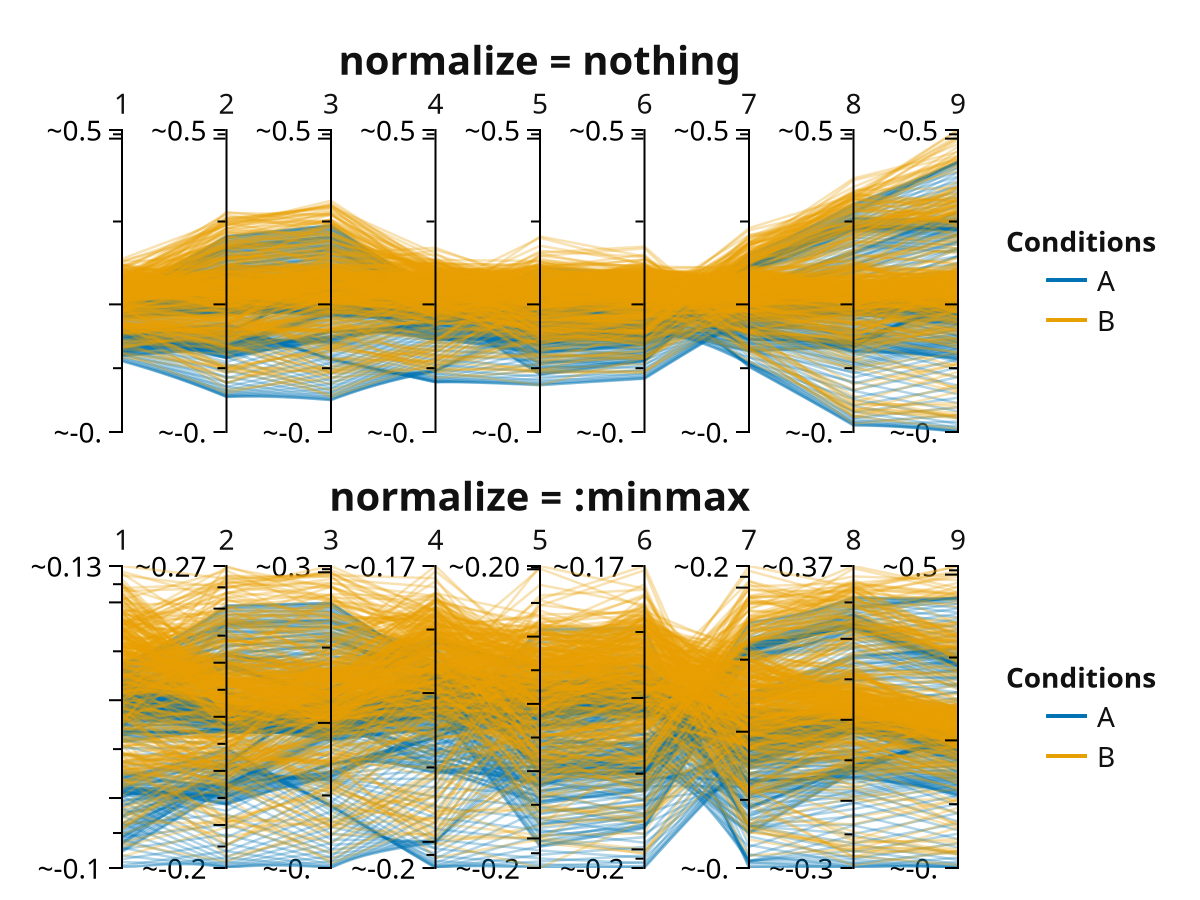 normalize = nothing
1 2 3 4 5 6 7 8 9
~0.5 ~0.5 ~0.5 ~0.5 ~0.5 ~0.5 ~0.5 ~0.5 ~0.5
Conditions
A
B
~-0. ~-0. ~-0. ~-0. ~-0. ~-0. ~-0. ~-0. ~-0.
normalize = :minmax
1 2 3 4 5 6 7 8 9
~0.13 ~0.27 ~0.3 ~0.17 ~0.20 ~0.17 ~0.2 ~0.37 ~0.5
Conditions
A
B
~-0.1 ~-0.2 ~-0. ~-0.2 ~-0.2 ~-0.2 ~-0. ~-0.3 ~-0.